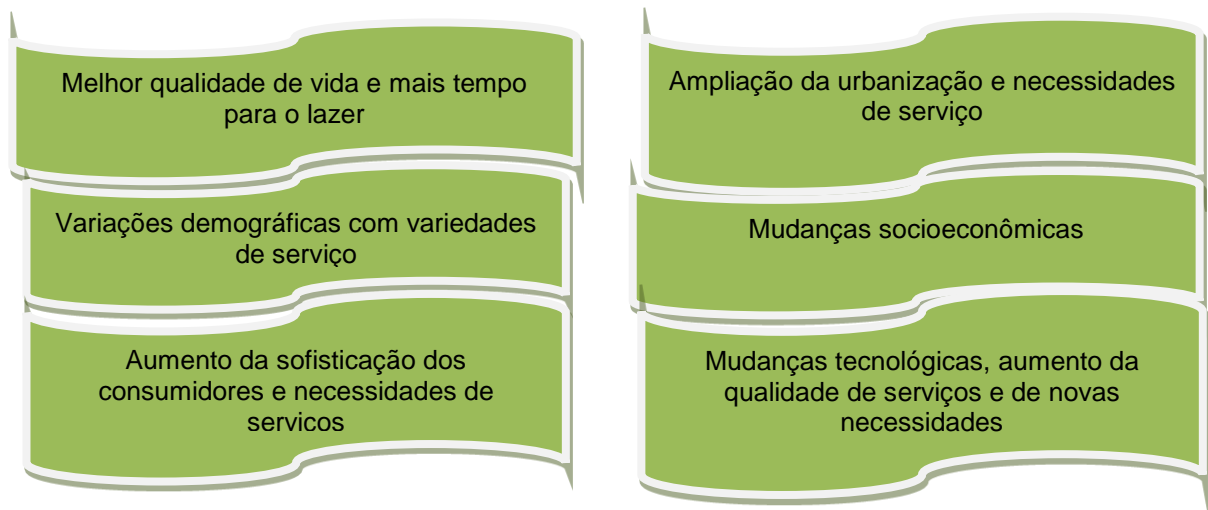 Melhor qualidade de vida e mais tempo
para o lazer
Variações demográficas com variedades
de serviço
Aumento da sofisticação dos
consumidores e necessidades de
servicos
Ampliação da urbanização e necessidades
de serviço
Mudanças socioeconômicas
Mudanças tecnológicas, aumento da
qualidade de serviços e de novas
necessidades